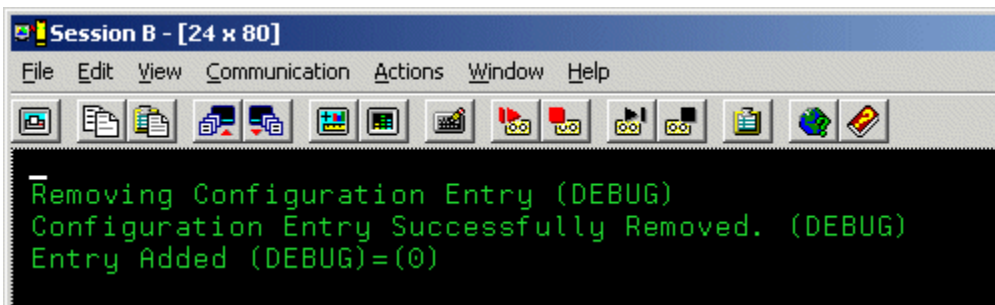 Session B - [24 x 80]
File Edit View Communication Actions Window Help
Removing Configuration Entry (DEBUG)
Configuration Entry Successfully Removed. (DEBUG)
Entry Added (DEBUG)=(0)